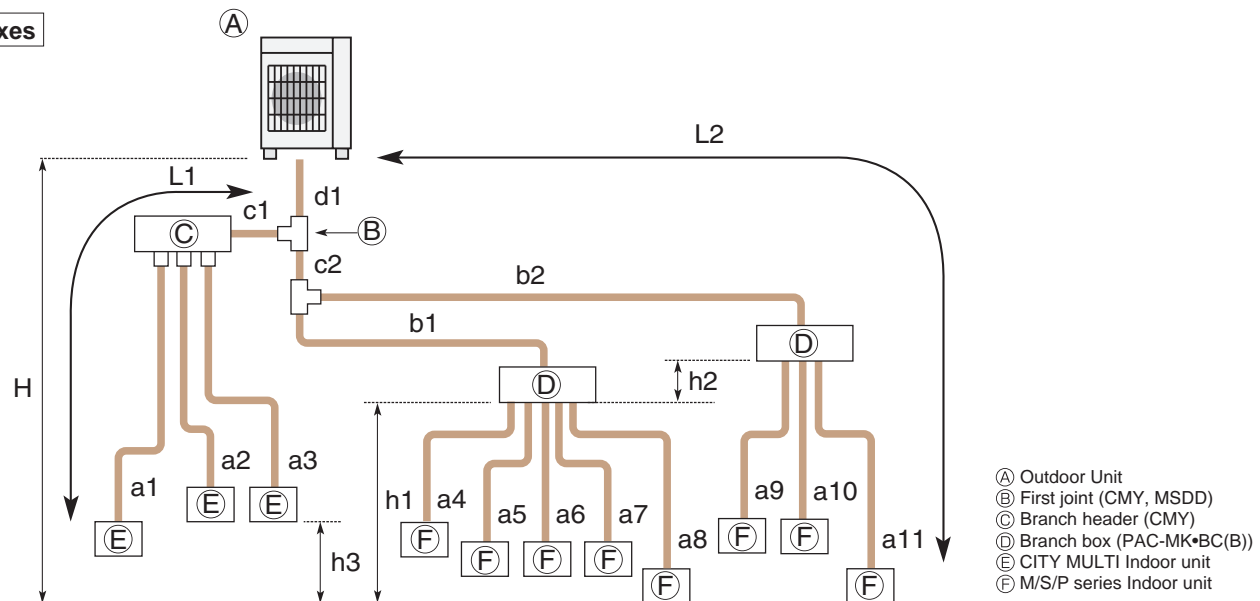 xes
Ⓐ
L2
L1
d1
c1
Ⓒ
Ⓑ
c2
b2
b1
Ⓓ
Ⓓ
h2
H
a1
a2
a3
Ⓔ
Ⓔ
Ⓔ
h3
h1
a4
a5
a6
a7
a8
Ⓕ
Ⓕ
Ⓕ
Ⓕ
Ⓕ
a9
a10
a11
Ⓕ
Ⓕ
Ⓕ
Ⓐ Outdoor Unit
Ⓑ First joint (CMY, MSDD)
Ⓒ Branch header (CMY)
Ⓓ Branch box (PAC-MK•BC(B))
Ⓔ CITY MULTI Indoor unit
Ⓕ M/S/P series Indoor unit